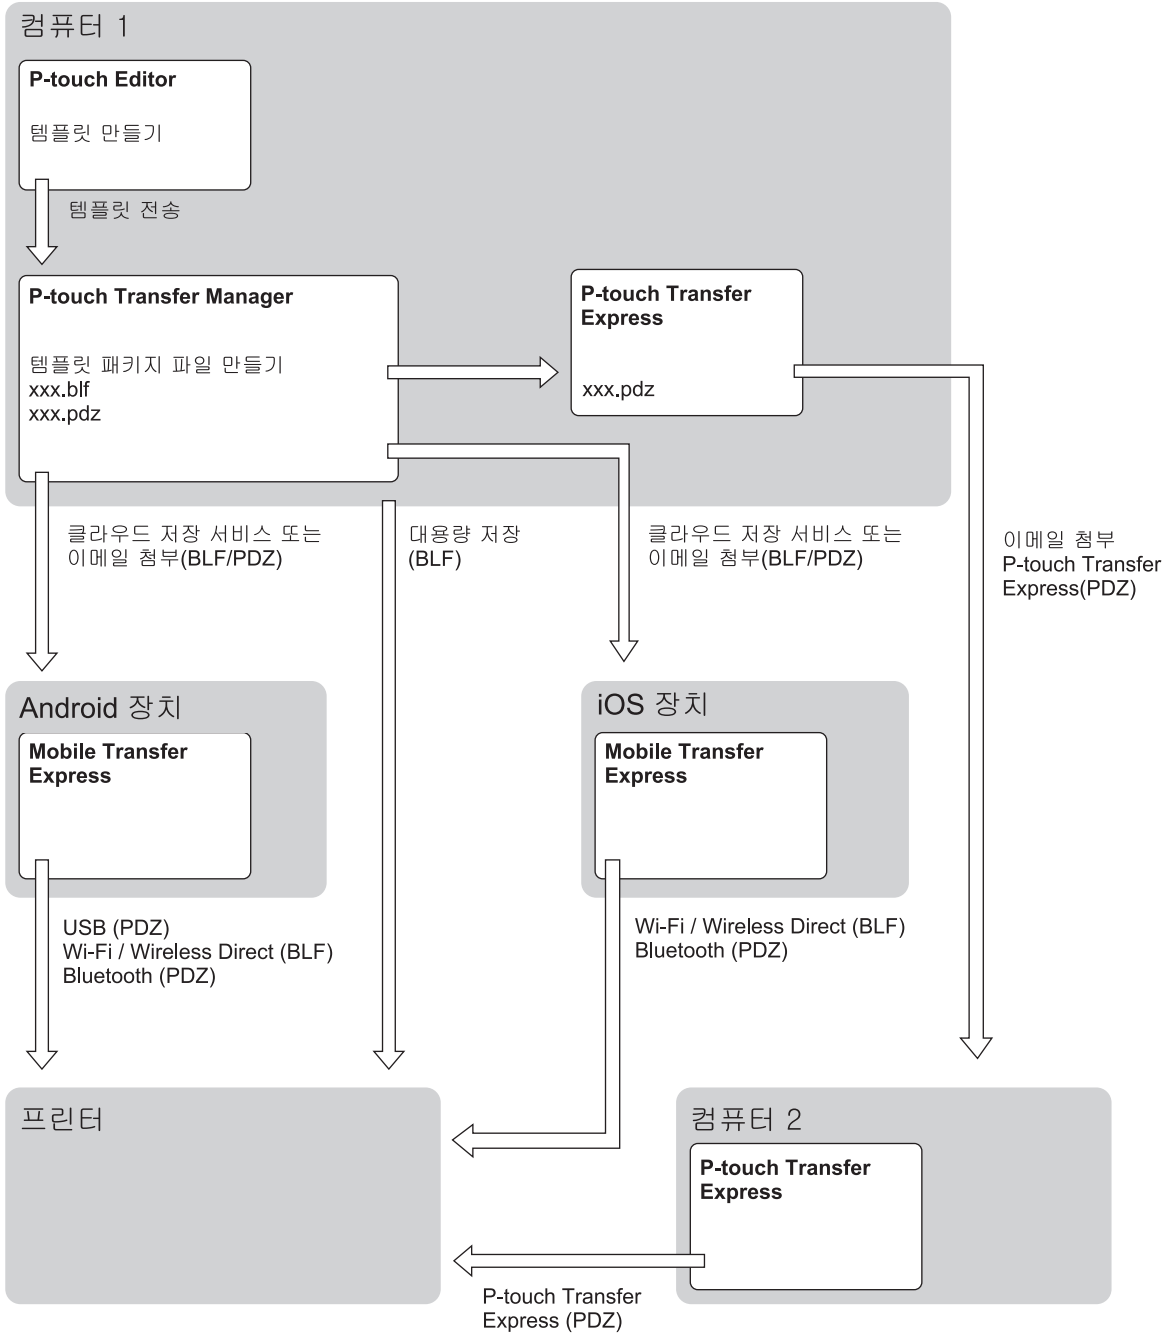 컴퓨터 1
P-touch Editor
템플릿 만들기
템플릿 전송
P-touch Transfer Manager
템플릿 패키지 파일 만들기
xxx.blf
xxx.pdz
P-touch Transfer
Express
xxx.pdz
클라우드 저장 서비스 또는
이메일 첨부(BLF/PDZ)
대용량 저장
(BLF)
클라우드 저장 서비스 또는
이메일 첨부(BLF/PDZ)
이메일 첨부
P-touch Transfer
Express(PDZ)
Android 장치
Mobile Transfer
Express
iOS 장치
Mobile Transfer
Express
USB (PDZ)
Wi-Fi / Wireless Direct (BLF)
Bluetooth (PDZ)
Wi-Fi / Wireless Direct (BLF)
Bluetooth (PDZ)
프린터
컴퓨터 2
P-touch Transfer
Express
P-touch Transfer
Express (PDZ)